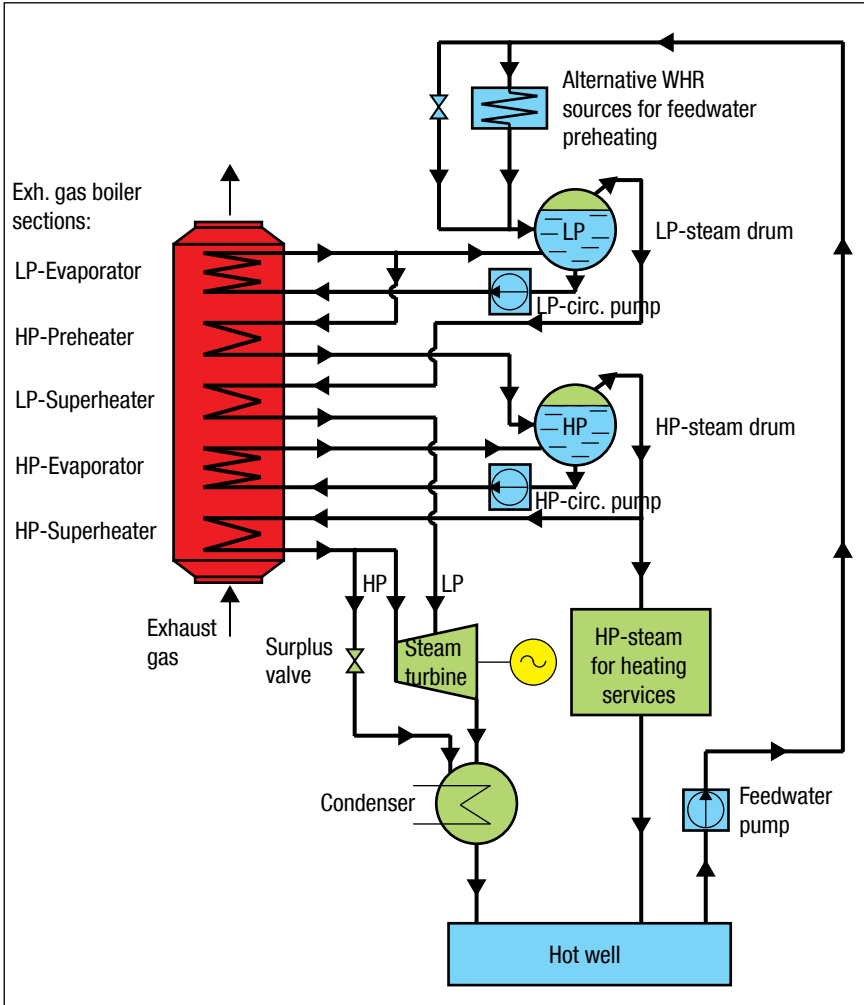 Alternative WHR
sources for feedwater
preheating
Exh. gas boiler
sections:
LP
LP-steam drum
LP-Evaporator
LP-circ. pump
HP-Preheater
LP-Superheater
HP
HP-steam drum
HP-Evaporator
HP-circ. pump
HP-Superheater
HP
LP
Exhaust
gas
Surplus
valve
Steam
turbine
HP-steam
for heating
services
Condenser
Feedwater
pump
Hot well